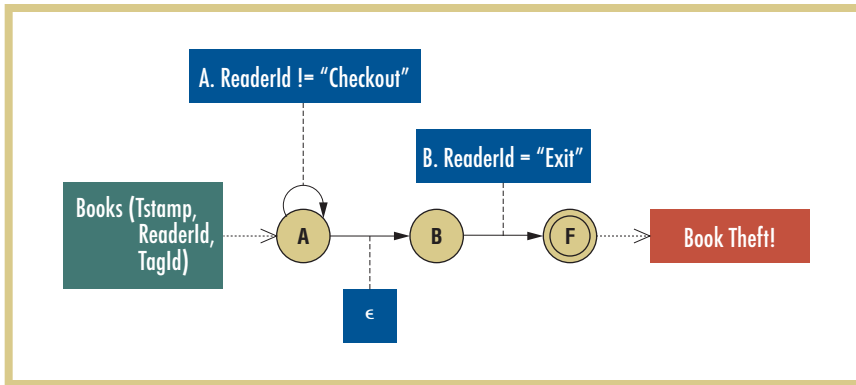 A. ReaderId != “Checkout”
B. ReaderId = “Exit”
Books (Tstamp,
ReaderId,
TagId)
A
B
F
Book Theft!
ϵ